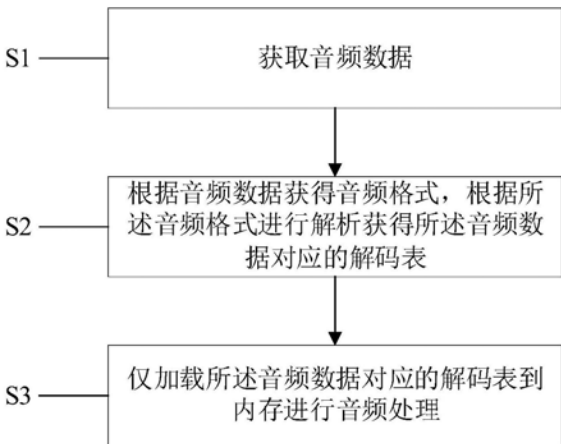 S1
获取音频数据
S2
根据音频数据获得音频格式，根据所
述音频格式进行解析获得所述音频数
据对应的解码表
S3
仅加载所述音频数据对应的解码表到
内存进行音频处理